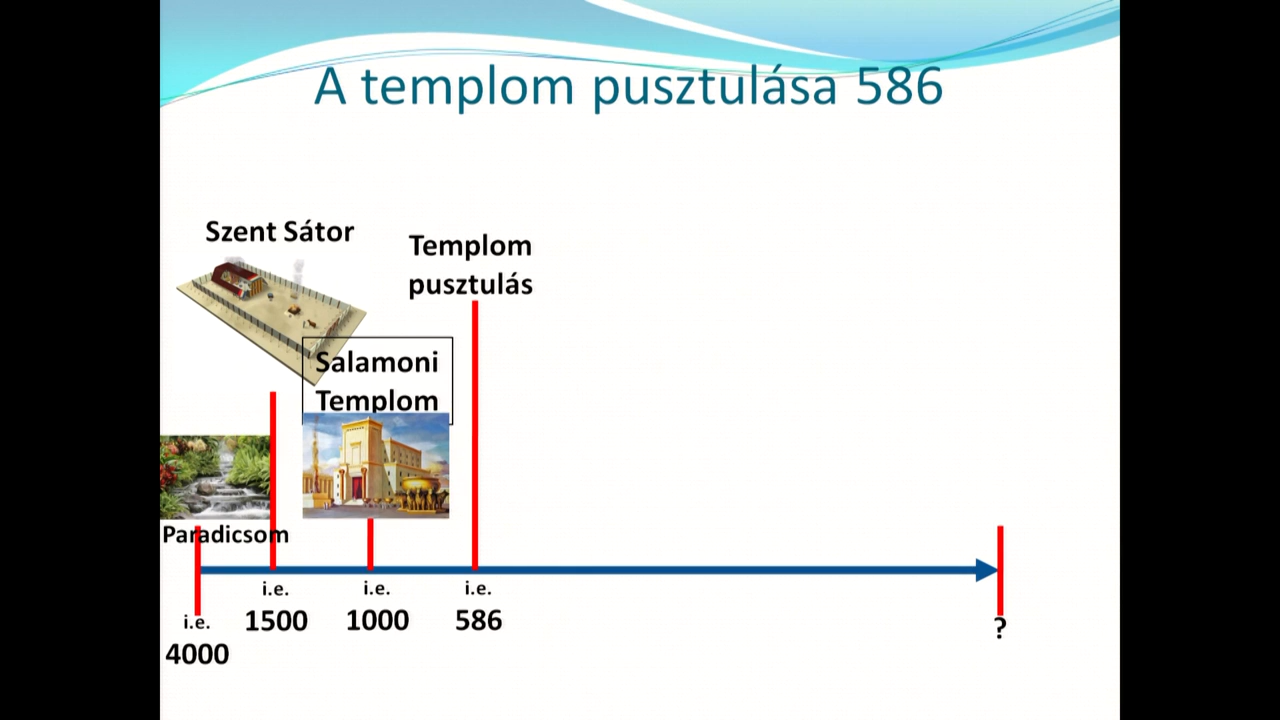 A templom pusztulása 586
Szent Sátor
Templom
pusztulás
Salamoni
Templom
Paradicsom
i.e.
4000
i.e.
1500
i.e.
1000
i.e.
586
?